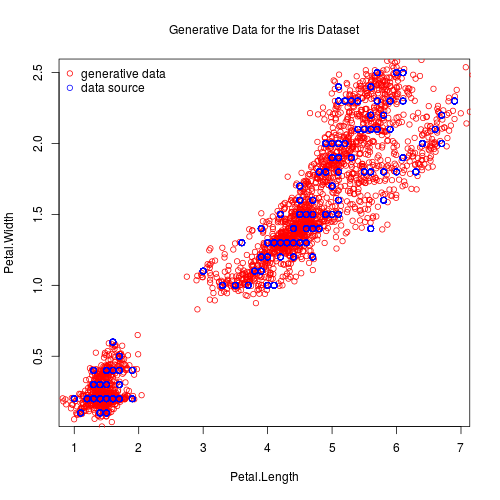 Generative Data for the Iris Dataset
generative data
data source
2.5
2.0
1.5
1.0
0.5
Petal.Width
1 2 3 4 5 6 7
Petal.Length